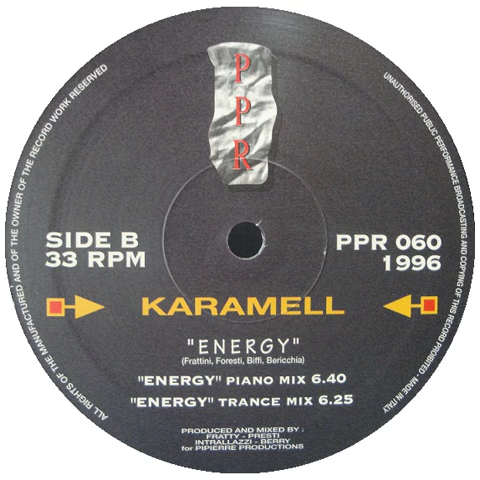 P
P
R
SIDE B
33 RPM
PPR 060
1996
KARAMELL
"ENERGY"
(Frattini, Foresti, Biffi, Bericchia)
"ENERGY" PIANO MIX 6.40
"ENERGY" TRANCE MIX 6.25
PRODUCED AND MIXED BY :
FRATTY - PRESTI
INTRALLAZZI - BERRY
for PIPIERRE PRODUCTIONS
ALL RIGHTS OF THE MANUFACTURED AND OF THE OWNER OF THE RECORD WORK RESERVED
UNAUTHORISED PUBLIC PERFORMANCE BROADCASTING AND COPYING OF THIS RECORD PROIBITED - MADE IN ITALY